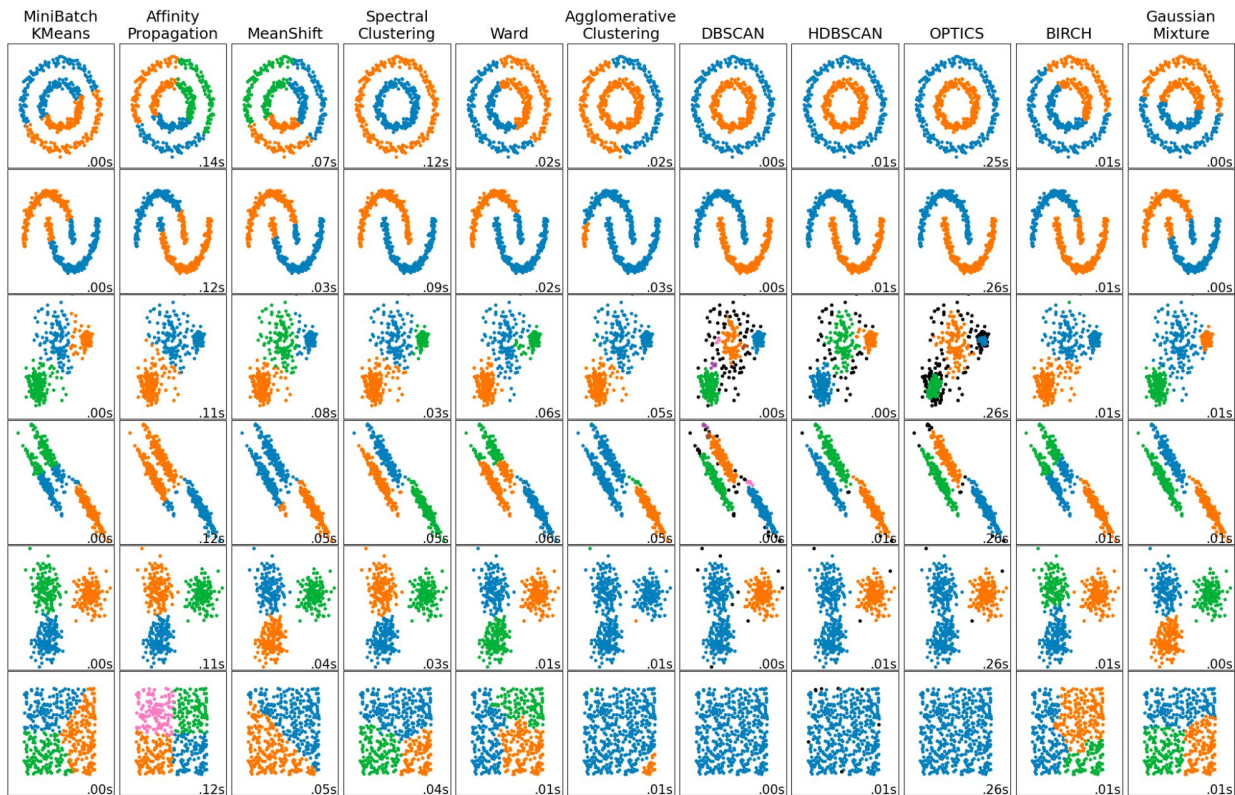 MiniBatch
KMeans
Affinity
Propagation
MeanShift
Spectral
Clustering
Ward
Agglomerative
Clustering
DBSCAN
HDBSCAN
OPTICS
BIRCH
Gaussian
Mixture
.00s .14s .07s .12s .02s .02s .00s .01s .25s .01s .00s
.00s .12s .03s .09s .02s .03s .00s .01s .26s .01s .00s
.00s .11s .08s .03s .06s .05s .00s .00s .26s .01s .01s
.00s .12s .05s .05s .06s .05s .00s .01s .26s .01s .01s
.00s .11s .04s .03s .01s .01s .00s .01s .26s .01s .00s
.00s .12s .05s .04s .01s .01s .00s .01s .26s .01s .01s